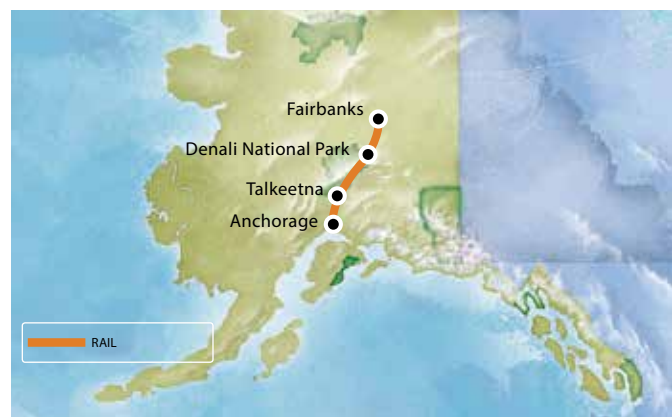 Fairbanks
Denali National Park
Talkeetna
Anchorage
RAIL